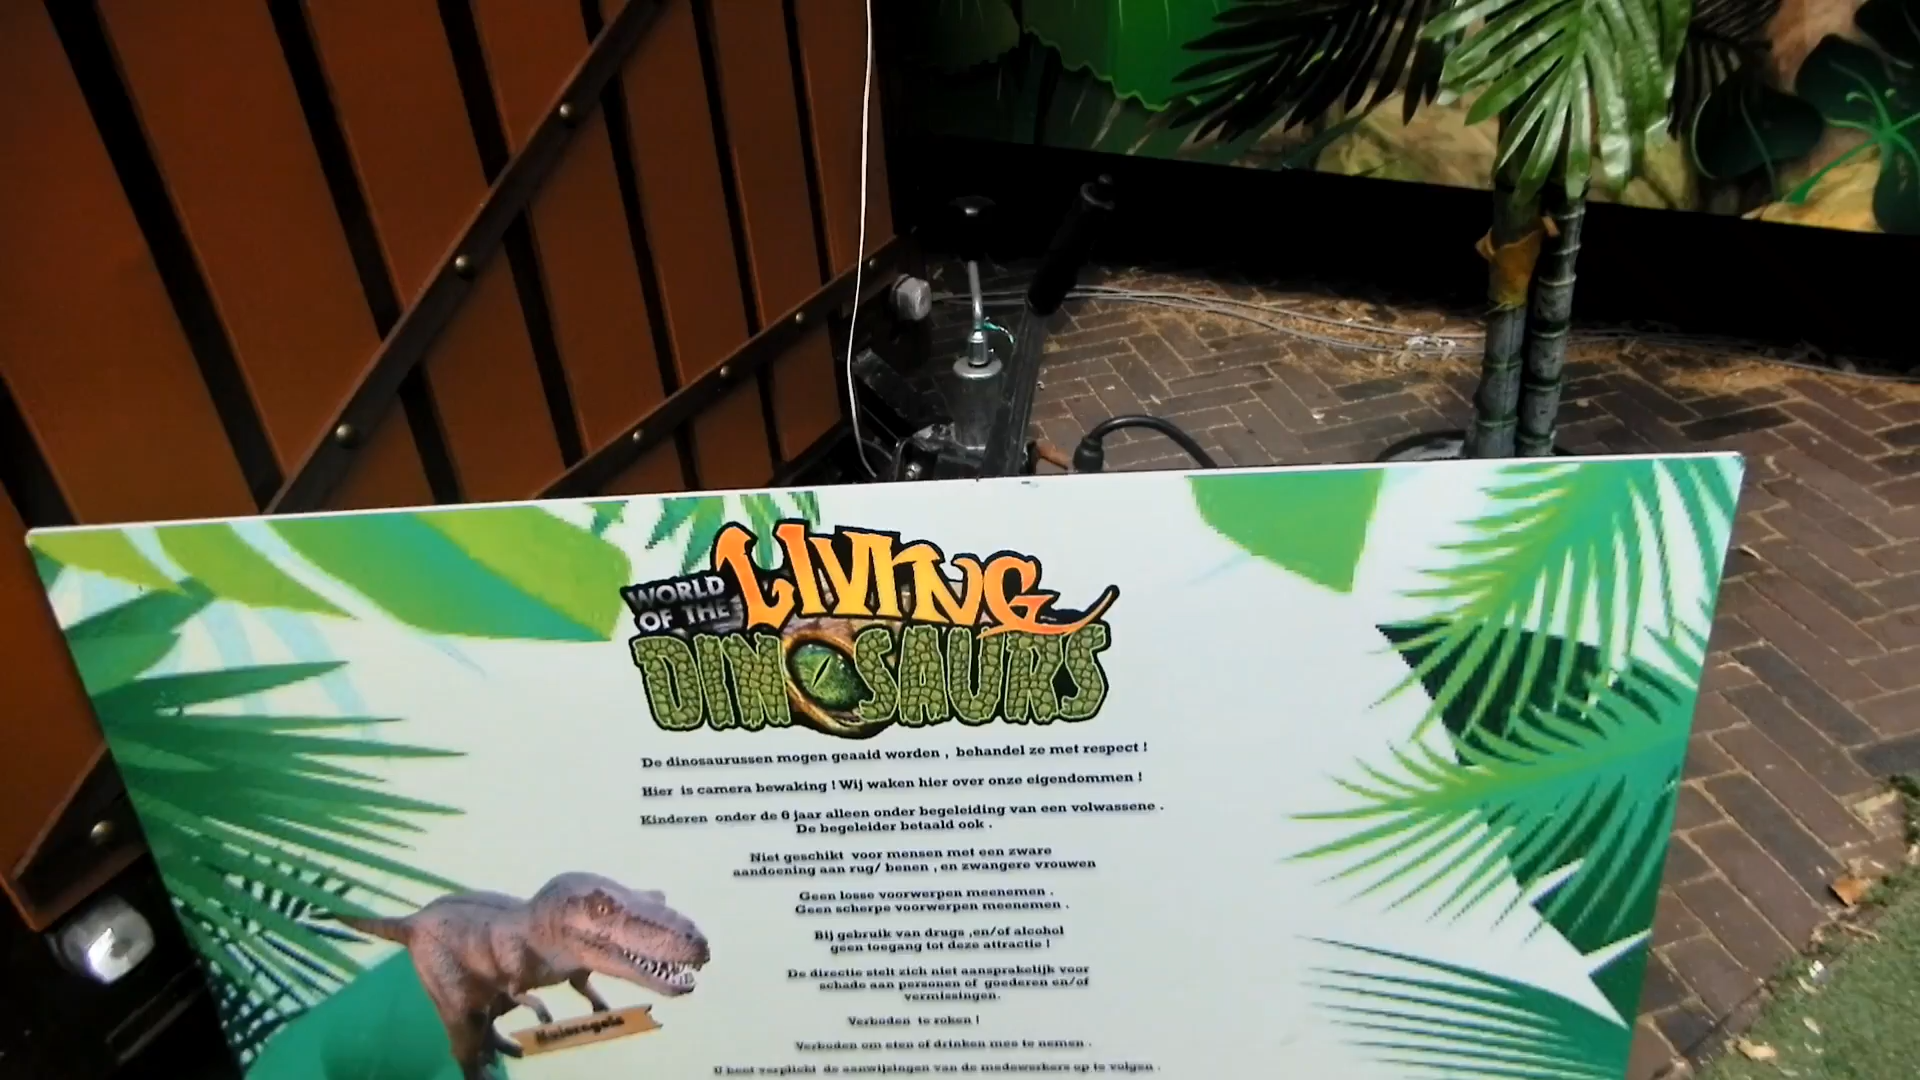 WORLD OF THE LIVING DINOSAURS
De dinosaurussen mogen geaaid worden , behandel ze met respect !
Hier is camera bewaking ! Wij waken hier over onze eigendommen !
Kinderen onder de 6 jaar alleen onder begeleiding van een volwassene .
De begeleider betaald ook .
Niet geschikt voor mensen met een zware
aandoening aan rug/ benen , en zwangere vrouwen
Geen losse voorwerpen meenemen .
Geen scherpe voorwerpen meenemen .
Bij gebruik van drugs ,en/of alcohol
geen toegang tot deze attractie !
De directie stelt zich niet aansprakelijk voor
schade aan personen of goederen en/of
vermissingen.
Huisregels
Verboden te roken !
Verboden om eten of drinken mee te nemen .
U bent verplicht de aanwijzingen van de medewerkers op te volgen .